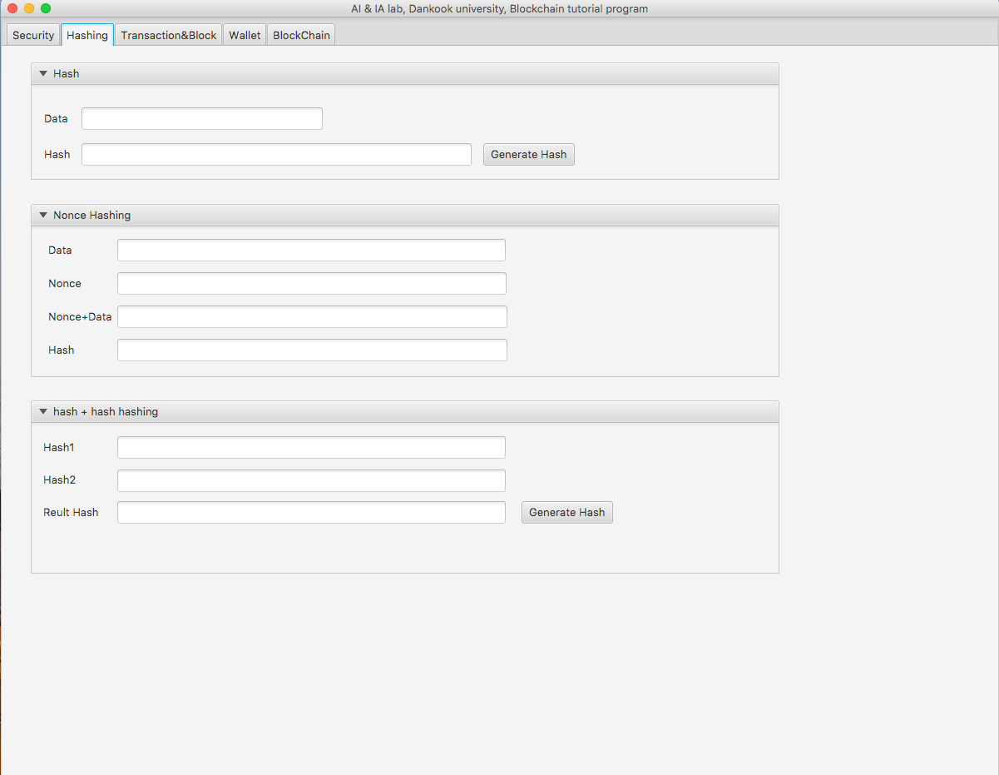 AI & IA lab, Dankook university, Blockchain tutorial program
Security Hashing Transaction&Block Wallet BlockChain
Hash
Data
Hash Generate Hash
Nonce Hashing
Data
Nonce
Nonce+Data
Hash
hash + hash hashing
Hash1
Hash2
Reult Hash Generate Hash